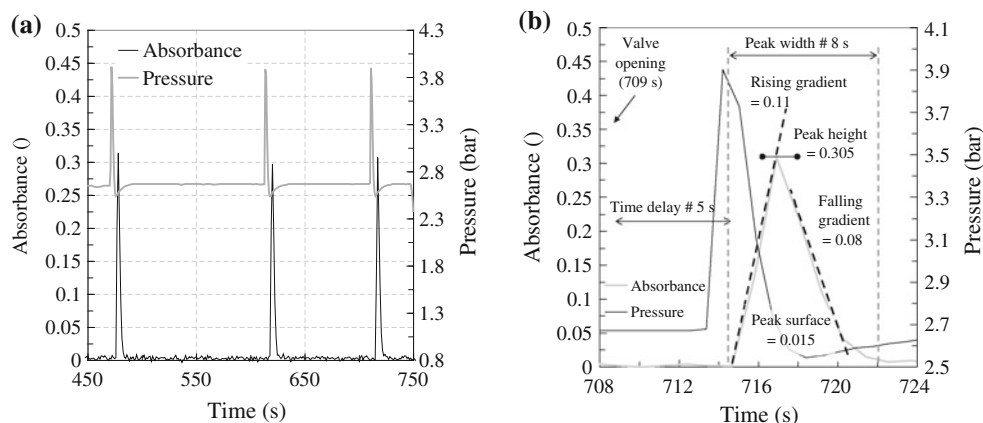 (a)
0.5
0.45
0.4
0.35
0.3
0.25
0.2
0.15
0.1
0.05
0
Absorbance ()
Absorbance
Pressure
4.3
3.8
3.3
2.8
2.3
1.8
1.3
0.8
Pressure (bar)
450
550
650
750
Time (s)
(b)
0.5
0.45
0.4
0.35
0.3
0.25
0.2
0.15
0.1
0.05
0
Absorbance ()
Valve
opening
(709 s)
Peak width # 8 s
Rising gradient
= 0.11
Peak height
= 0.305
Time delay # 5 s
Falling
gradient
= 0.08
Absorbance
Pressure
Peak surface
= 0.015
4.1
3.9
3.7
3.5
3.3
3.1
2.9
2.7
2.5
Pressure (bar)
708
712
716
720
724
Time (s)